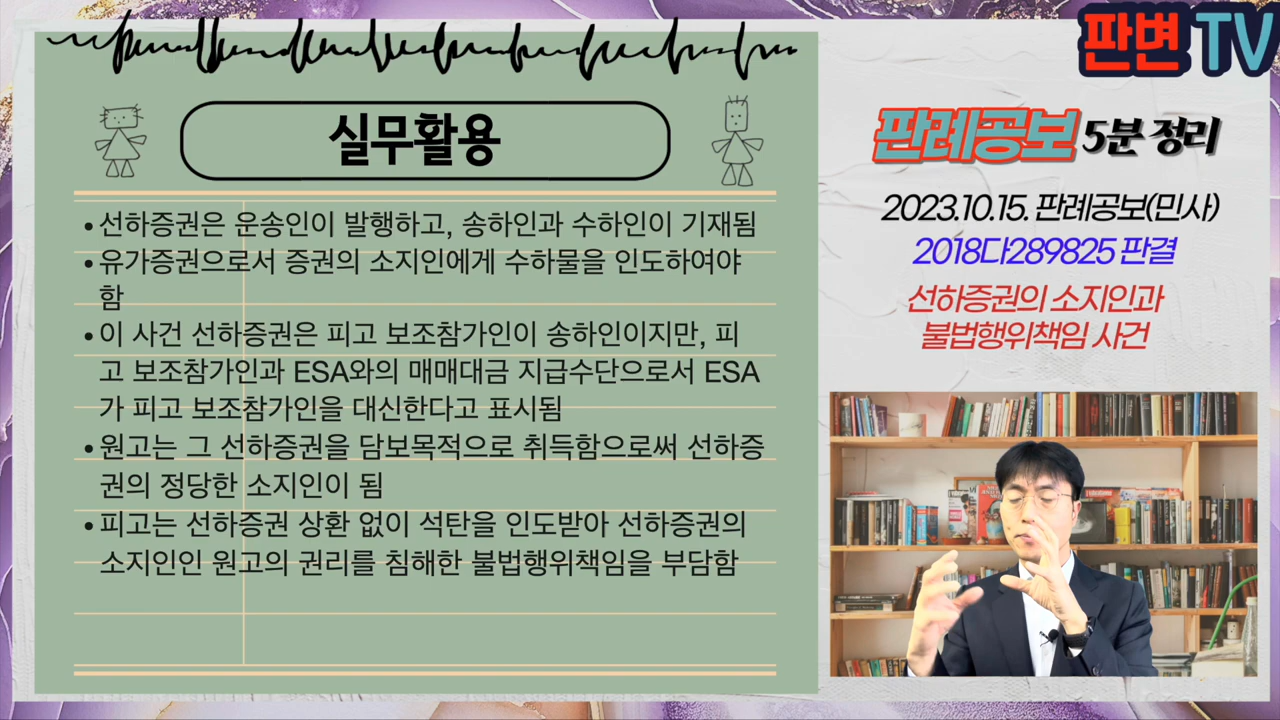 판변 TV
실무활용
• 선하증권은 운송인이 발행하고, 송하인과 수하인이 기재됨
• 유가증권으로서 증권의 소지인에게 수하물을 인도하여야
함
• 이 사건 선하증권은 피고 보조참가인이 송하인이지만, 피
고 보조참가인과 ESA와의 매매대금 지급수단으로서 ESA
가 피고 보조참가인을 대신한다고 표시됨
• 원고는 그 선하증권을 담보목적으로 취득함으로써 선하증
권의 정당한 소지인이 됨
• 피고는 선하증권 상환 없이 석탄을 인도받아 선하증권의
소지인인 원고의 권리를 침해한 불법행위책임을 부담함
판례공보 5분 정리
2023.10.15. 판례공보(민사)
2018다289825 판결
선하증권의 소지인과
불법행위책임 사건